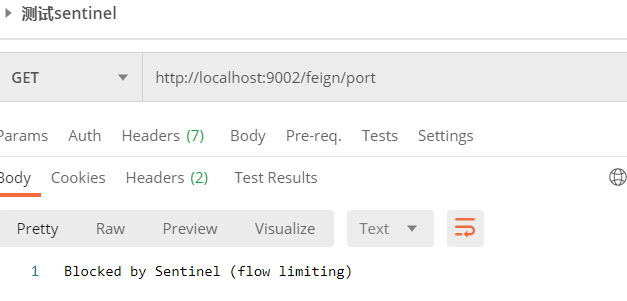 测试sentinel
GET http://localhost:9002/feign/port
Params Auth Headers (7) Body Pre-req. Tests Settings
Body Cookies Headers (2) Test Results
Pretty Raw Preview Visualize Text
1 Blocked by Sentinel (flow limiting)